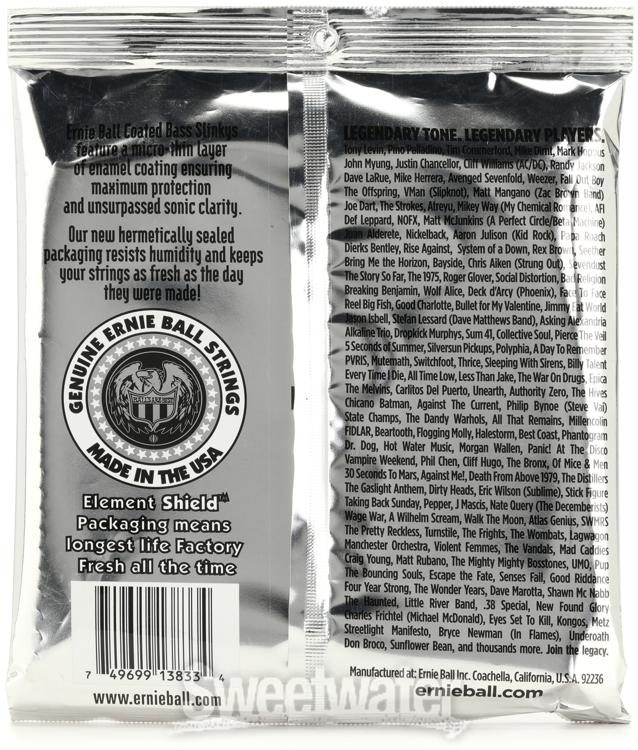 Ernie Ball Coated Bass Slinkys
feature a micro-thin layer
of enamel coating ensuring
maximum protection
and unsurpassed sonic clarity.
Our new hermetically sealed
packaging resists humidity and keeps
your strings as fresh as the day
they were made!
GENUINE ERNIE BALL STRINGS
MADE IN THE USA
Element Shield™
Packaging means
longest life Factory
Fresh all the time
7 49699 13833 4
www.ernieball.com
LEGENDARY TONE. LEGENDARY PLAYERS.
Tony Levin, Pino Palladino, Tim Commerford, Mike Dirnt, Mark Hoppus
John Myung, Justin Chancellor, Cliff Williams (AC/DC), Randy Jackson
Dave LaRue, Mike Herrera, Avenged Sevenfold, Weezer, Fall Out Boy
The Offspring, VMan (Slipknot), Matt Mangano (Zac Brown Band)
Joe Dart, The Strokes, Atreyu, Mikey Way (My Chemical Romance), AFI
Def Leppard, NOFX, Matt McJunkins (A Perfect Circle/Beta Machine)
Juan Alderete, Nickelback, Aaron Julison (Kid Rock), Papa Roach
Dierks Bentley, Rise Against, System of a Down, Rex Brown, Seether
Bring Me the Horizon, Bayside, Chris Aiken (Strung Out), Sevendust
The Story So Far, The 1975, Roger Glover, Social Distortion, Bad Religion
Breaking Benjamin, Wolf Alice, Deck d'Arcy (Phoenix), Face To Face
Reel Big Fish, Good Charlotte, Bullet for My Valentine, Jimmy Eat World
Jason Isbell, Stefan Lessard (Dave Matthews Band), Asking Alexandria
Alkaline Trio, Dropkick Murphys, Sum 41, Collective Soul, Pierce The Veil
5 Seconds of Summer, Silversun Pickups, Polyphia, A Day To Remember
PVRIS, Mutemath, Switchfoot, Thrice, Sleeping With Sirens, Billy Talent
Every Time I Die, All Time Low, Less Than Jake, The War On Drugs, Epica
The Melvins, Carlitos Del Puerto, Unearth, Authority Zero, The Hives
Chicano Batman, Against The Current, Philip Bynoe (Steve Vai)
State Champs, The Dandy Warhols, All That Remains, Millencolin
FIDLAR, Beartooth, Flogging Molly, Halestorm, Best Coast, Phantogram
Dr. Dog, Hot Water Music, Morgan Wallen, Panic! At The Disco
Vampire Weekend, Phil Chen, Cliff Hugo, The Bronx, Of Mice & Men
30 Seconds To Mars, Against Me!, Death From Above 1979, The Distillers
The Gaslight Anthem, Dirty Heads, Eric Wilson (Sublime), Stick Figure
Taking Back Sunday, Pepper, J Mascis, Nate Query (The Decemberists)
Wage War, A Wilhelm Scream, Walk The Moon, Atlas Genius, SWMRS
The Pretty Reckless, Turnstile, The Frights, The Wombats, Lagwagon
Manchester Orchestra, Violent Femmes, The Vandals, Mad Caddies
Craig Young, Matt Rubano, The Mighty Mighty Bosstones, UMO, Pup
The Bouncing Souls, Escape the Fate, Senses Fail, Good Riddance
Four Year Strong, The Wonder Years, Dave Marotta, Shawn Mc Nabb
The Haunted, Little River Band, .38 Special, New Found Glory
Charles Frichtel (Michael McDonald), Eyes Set To Kill, Kongos, Metz
Streetlight Manifesto, Bryce Newman (In Flames), Underoath
Don Broco, Sunflower Bean, and thousands more. Join the legacy.
Manufactured at: Ernie Ball Inc. Coachella, California, U.S.A. 92236
ernieball.com
Sweetwater